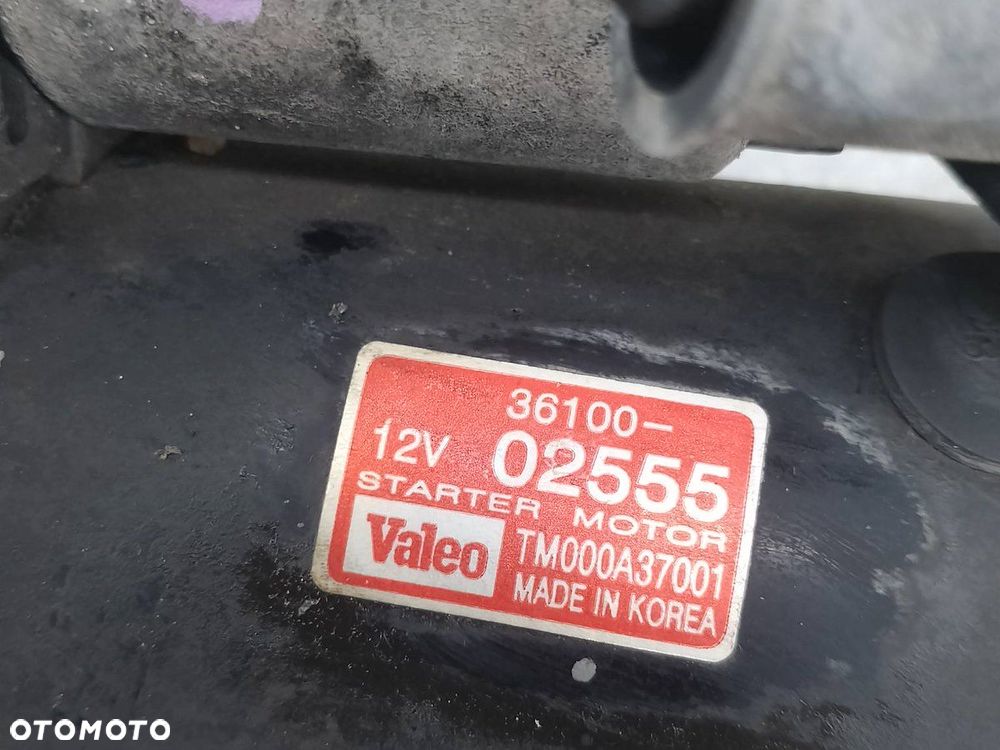 36100-
12V 02555
STARTER MOTOR
Valeo TM000A37001
MADE IN KOREA
OTOMOTO